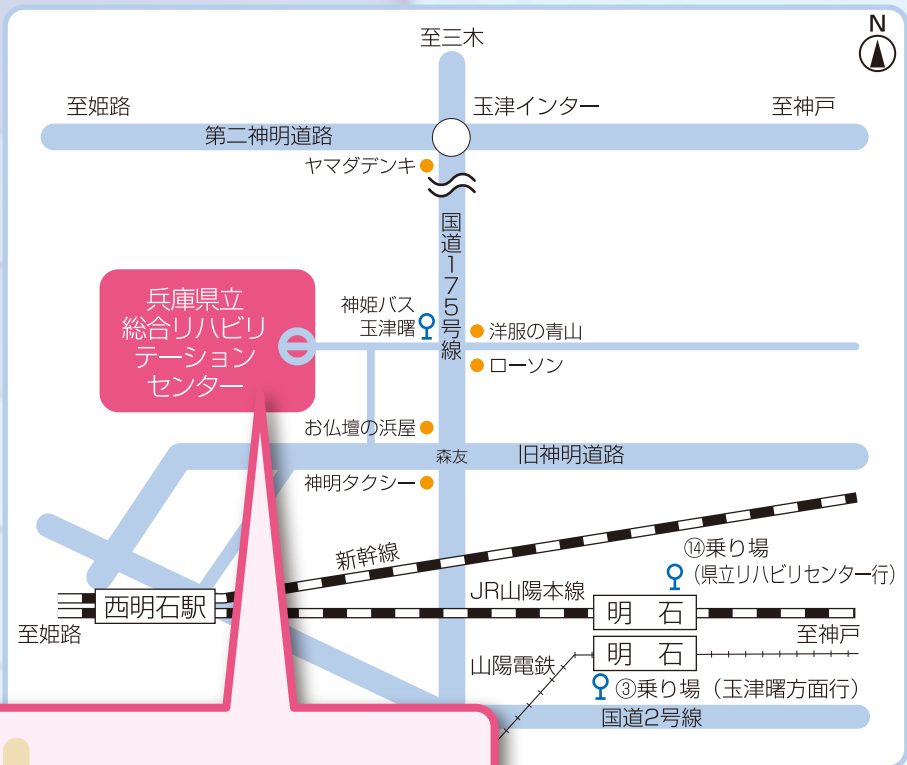 N
至三木
至姫路
玉津インター
至神戸
第二神明道路
ヤマダデンキ
国道175号線
兵庫県立
総合リハビリ
テーション
センター
神姫バス
玉津曙
洋服の青山
ローソン
お仏壇の浜屋
森友
旧神明道路
神明タクシー
新幹線
⑭乗り場
(県立リハビリセンター行)
JR山陽本線
西明石駅
明 石
至姫路
至神戸
明 石
山陽電鉄
③乗り場(玉津曙方面行)
国道2号線